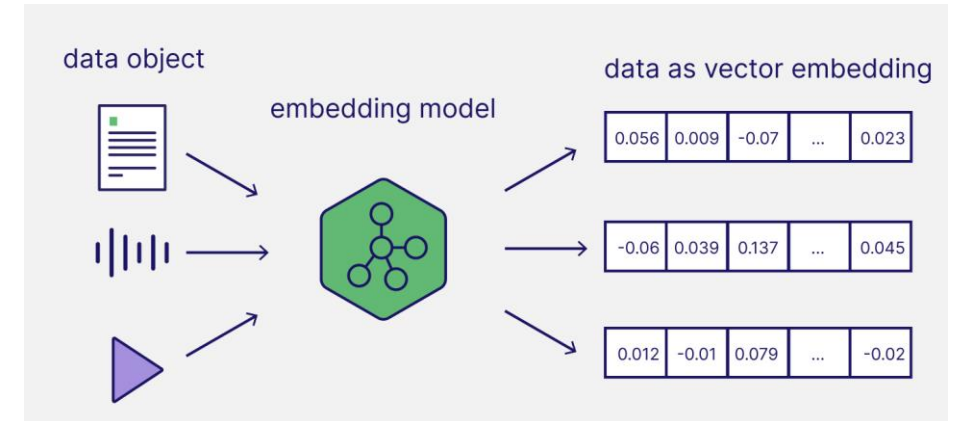 data object
embedding model
data as vector embedding
0.056 0.009 -0.07 ... 0.023
-0.06 0.039 0.137 ... 0.045
0.012 -0.01 0.079 ... -0.02